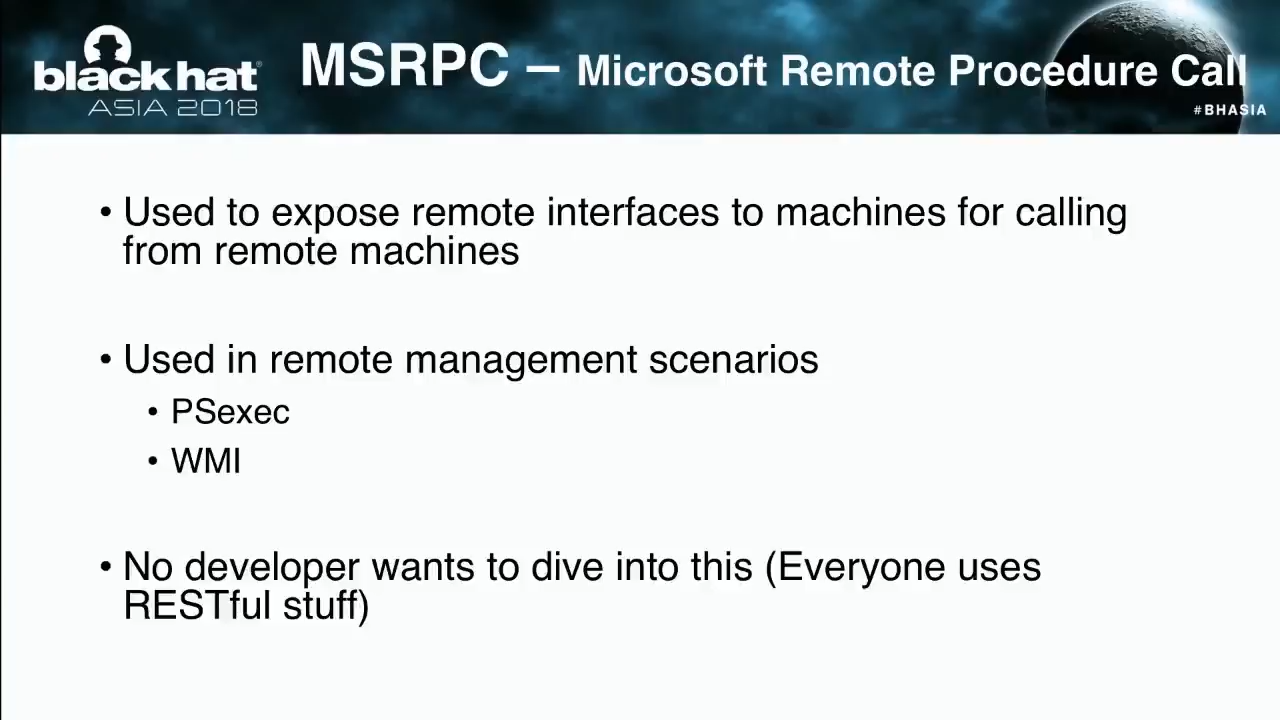 black hat
ASIA 2018
MSRPC – Microsoft Remote Procedure Call
#BHASIA
• Used to expose remote interfaces to machines for calling
from remote machines
• Used in remote management scenarios
• PSexec
• WMI
• No developer wants to dive into this (Everyone uses
RESTful stuff)